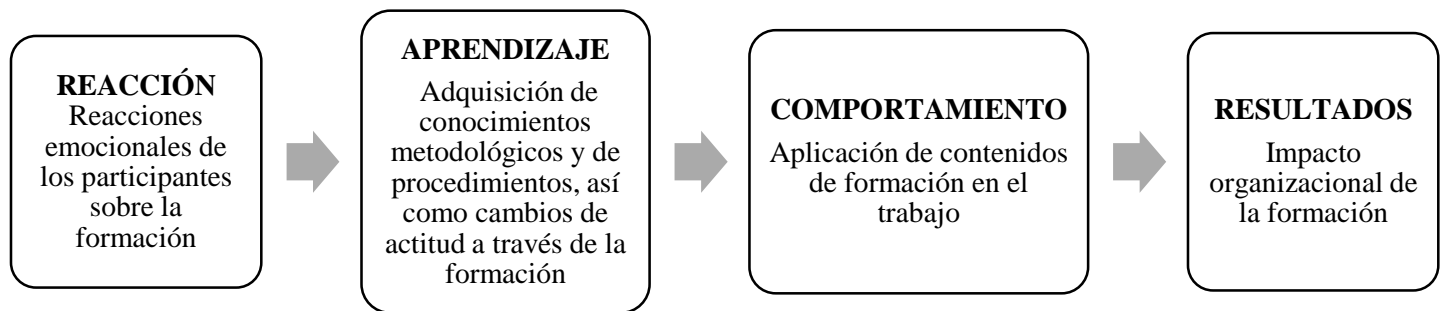 REACCIÓN
Reacciones
emocionales de
los participantes
sobre la
formación
APRENDIZAJE
Adquisición de
conocimientos
metodológicos y de
procedimientos, así
como cambios de
actitud a través de la
formación
COMPORTAMIENTO
Aplicación de contenidos
de formación en el
trabajo
RESULTADOS
Impacto
organizacional de
la formación